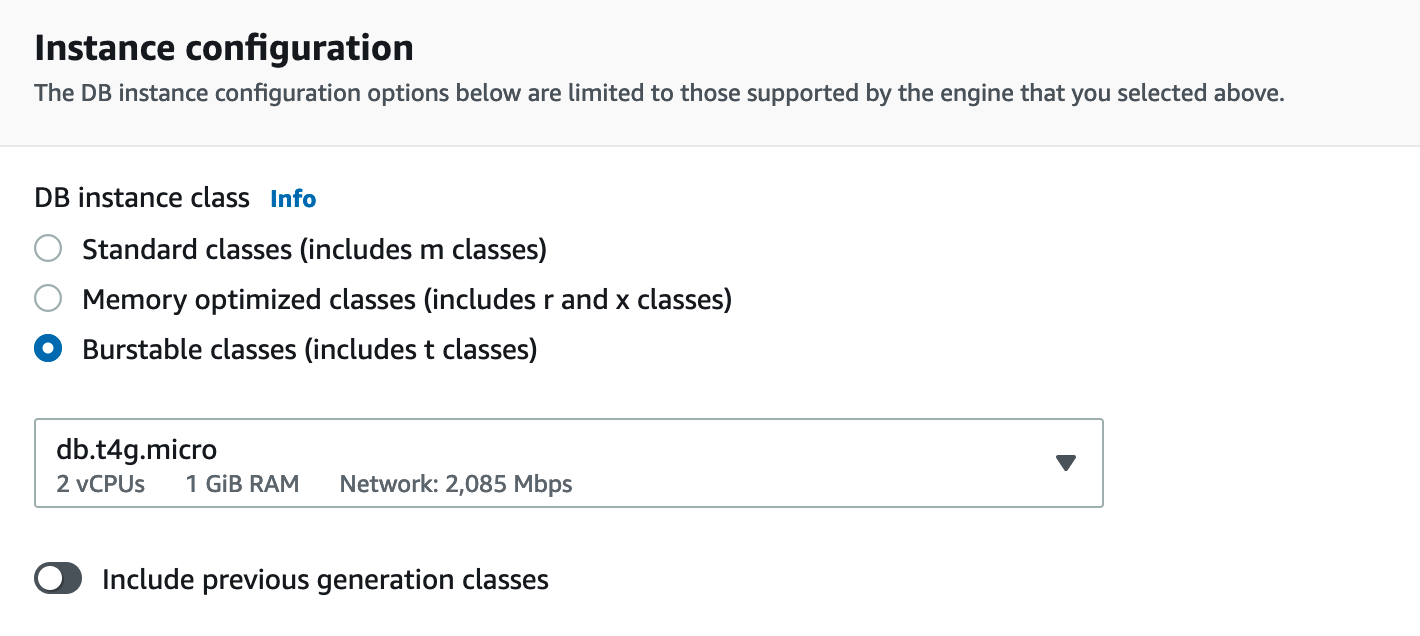 Instance configuration
The DB instance configuration options below are limited to those supported by the engine that you selected above.
DB instance class Info
Standard classes (includes m classes)
Memory optimized classes (includes r and x classes)
Burstable classes (includes t classes)
db.t4g.micro
2 vCPUs 1 GiB RAM Network: 2,085 Mbps
Include previous generation classes